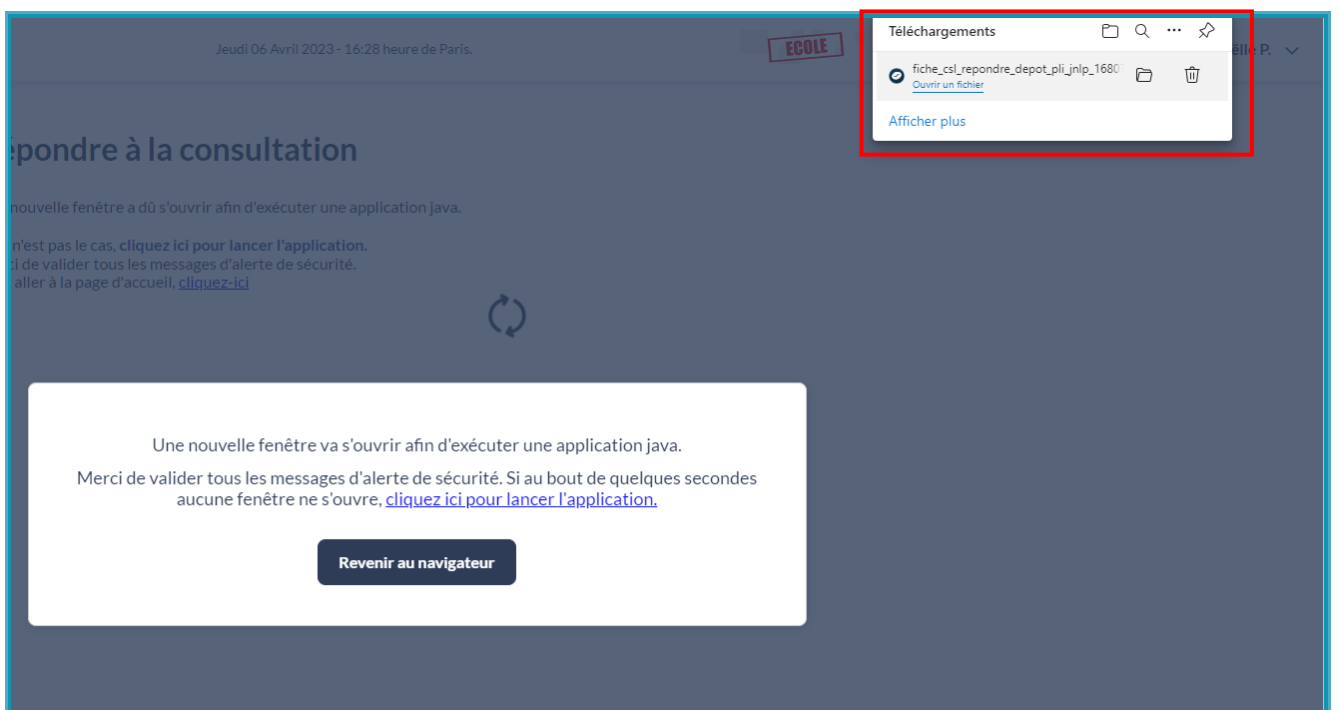 Jeudi 06 Avril 2023 - 16:28 heure de Paris.
ECOLE
Téléchargements
fiche_csl_repondre_depot_pli_jnlp_1680
Ouvrir un fichier
Afficher plus
P.
épondre à la consultation
nouvelle fenêtre a dû s'ouvrir afin d'exécuter une application java.
n'est pas le cas, cliquez ici pour lancer l'application.
ci de valider tous les messages d'alerte de sécurité.
aller à la page d'accueil, cliquez-ici
Une nouvelle fenêtre va s'ouvrir afin d'exécuter une application java.
Merci de valider tous les messages d'alerte de sécurité. Si au bout de quelques secondes
aucune fenêtre ne s'ouvre, cliquez ici pour lancer l'application.
Revenir au navigateur